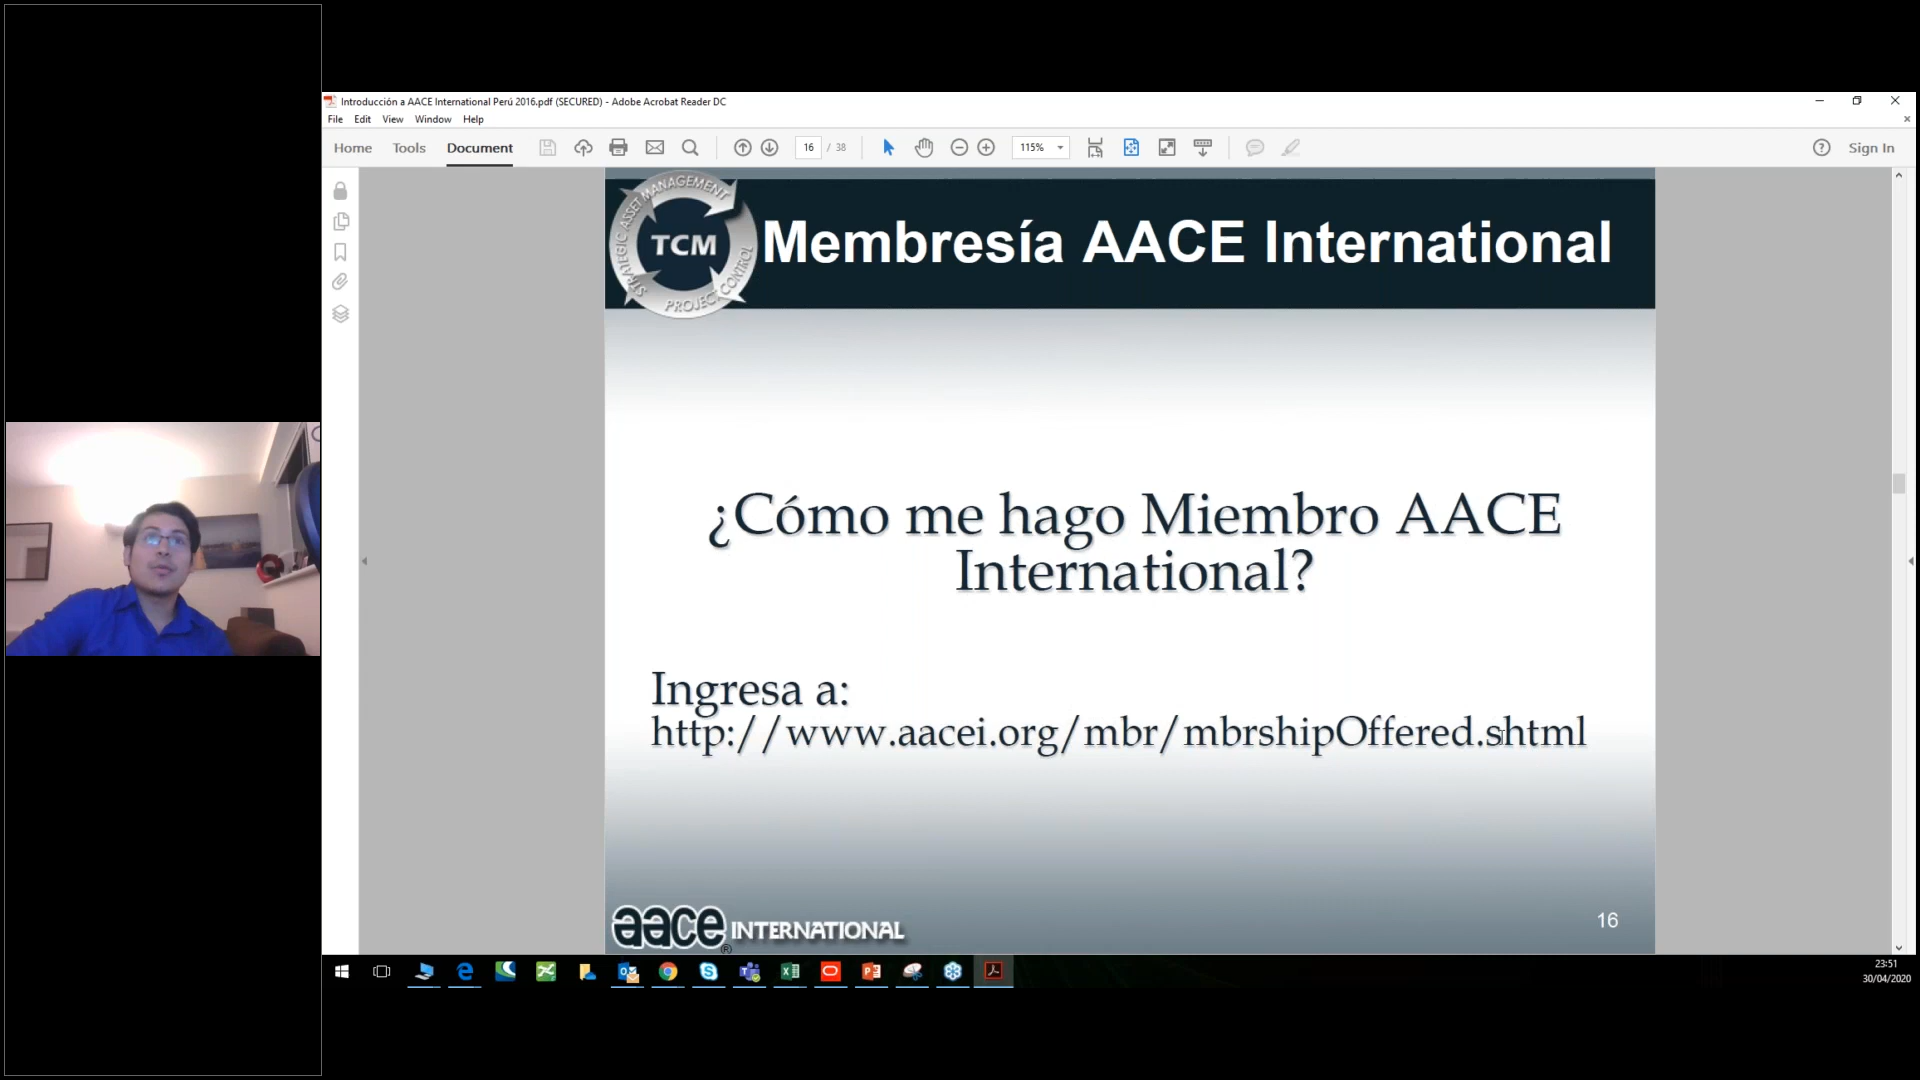 Introducción a AACE International Perú 2016.pdf (SECURED) - Adobe Acrobat Reader DC
File Edit View Window Help
Home Tools Document 16 / 38 115% Sign In
STRATEGIC ASSET MANAGEMENT
TCM
PROJECT CONTROL
Membresía AACE International
¿Cómo me hago Miembro AACE
International?
Ingresa a:
http://www.aacei.org/mbr/mbrshipOffered.shtml
aace® INTERNATIONAL
16
23:51
30/04/2020